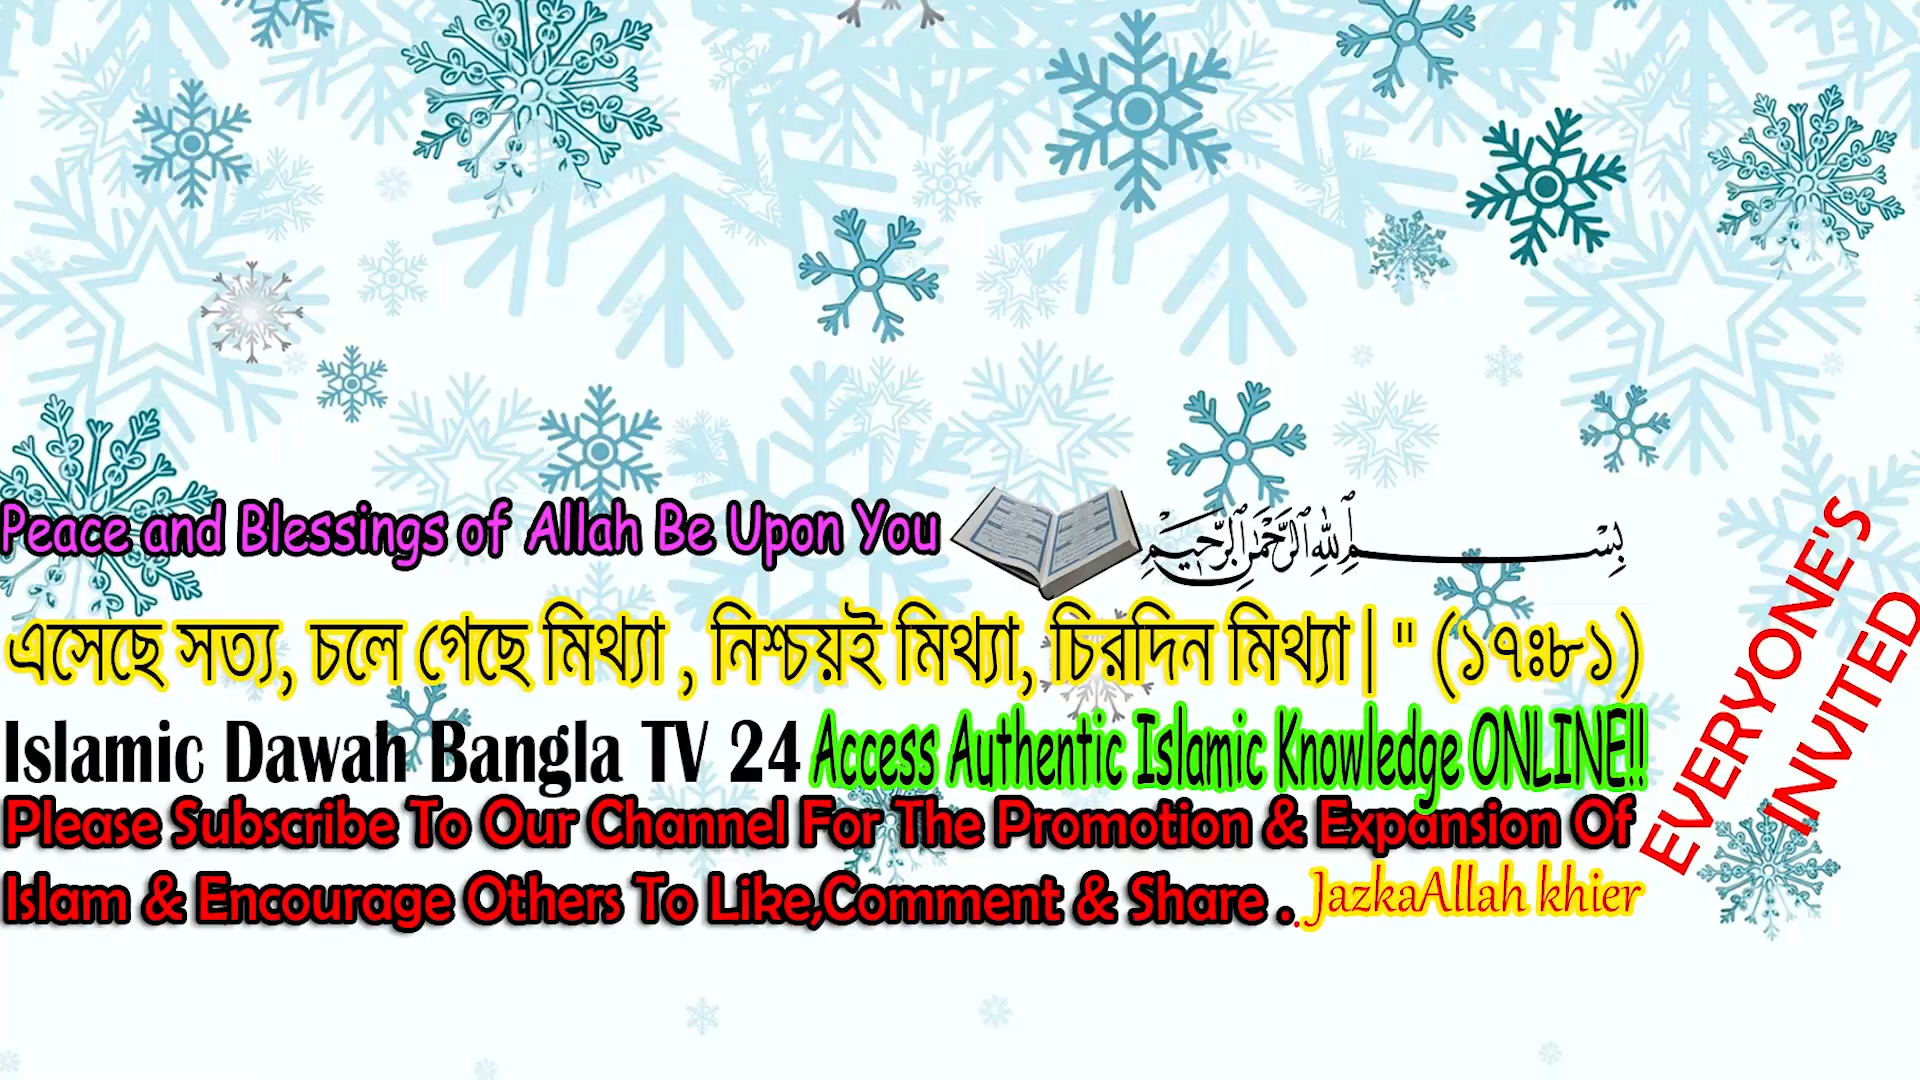 Peace and Blessings of Allah Be Upon You
بِسْمِ اللهِ الرَّحْمٰنِ الرَّحِيْمِ
এসেছে সত্য, চলে গেছে মিথ্যা , নিশ্চয়ই মিথ্যা, চিরদিন মিথ্যা| " (১৭ঃ৮১)
Islamic Dawah Bangla TV 24 Access Authentic Islamic Knowledge ONLINE!!
Please Subscribe To Our Channel For The Promotion & Expansion Of
Islam & Encourage Others To Like,Comment & Share . .JazkaAllah khier
EVERYONE'S
INVITED